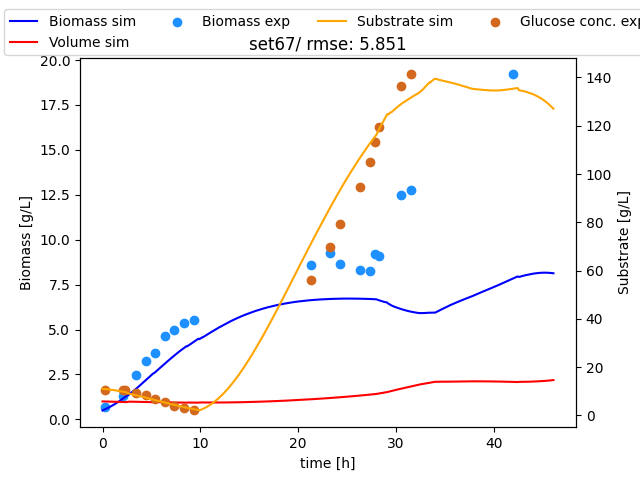 Biomass sim Biomass exp Substrate sim Glucose conc. exp
Volume sim
set67/ rmse: 5.851
20.0
17.5
15.0
12.5
10.0
7.5
5.0
2.5
0.0
Biomass [g/L]
140
120
100
80
60
40
20
0
Substrate [g/L]
0 10 20 30 40
time [h]